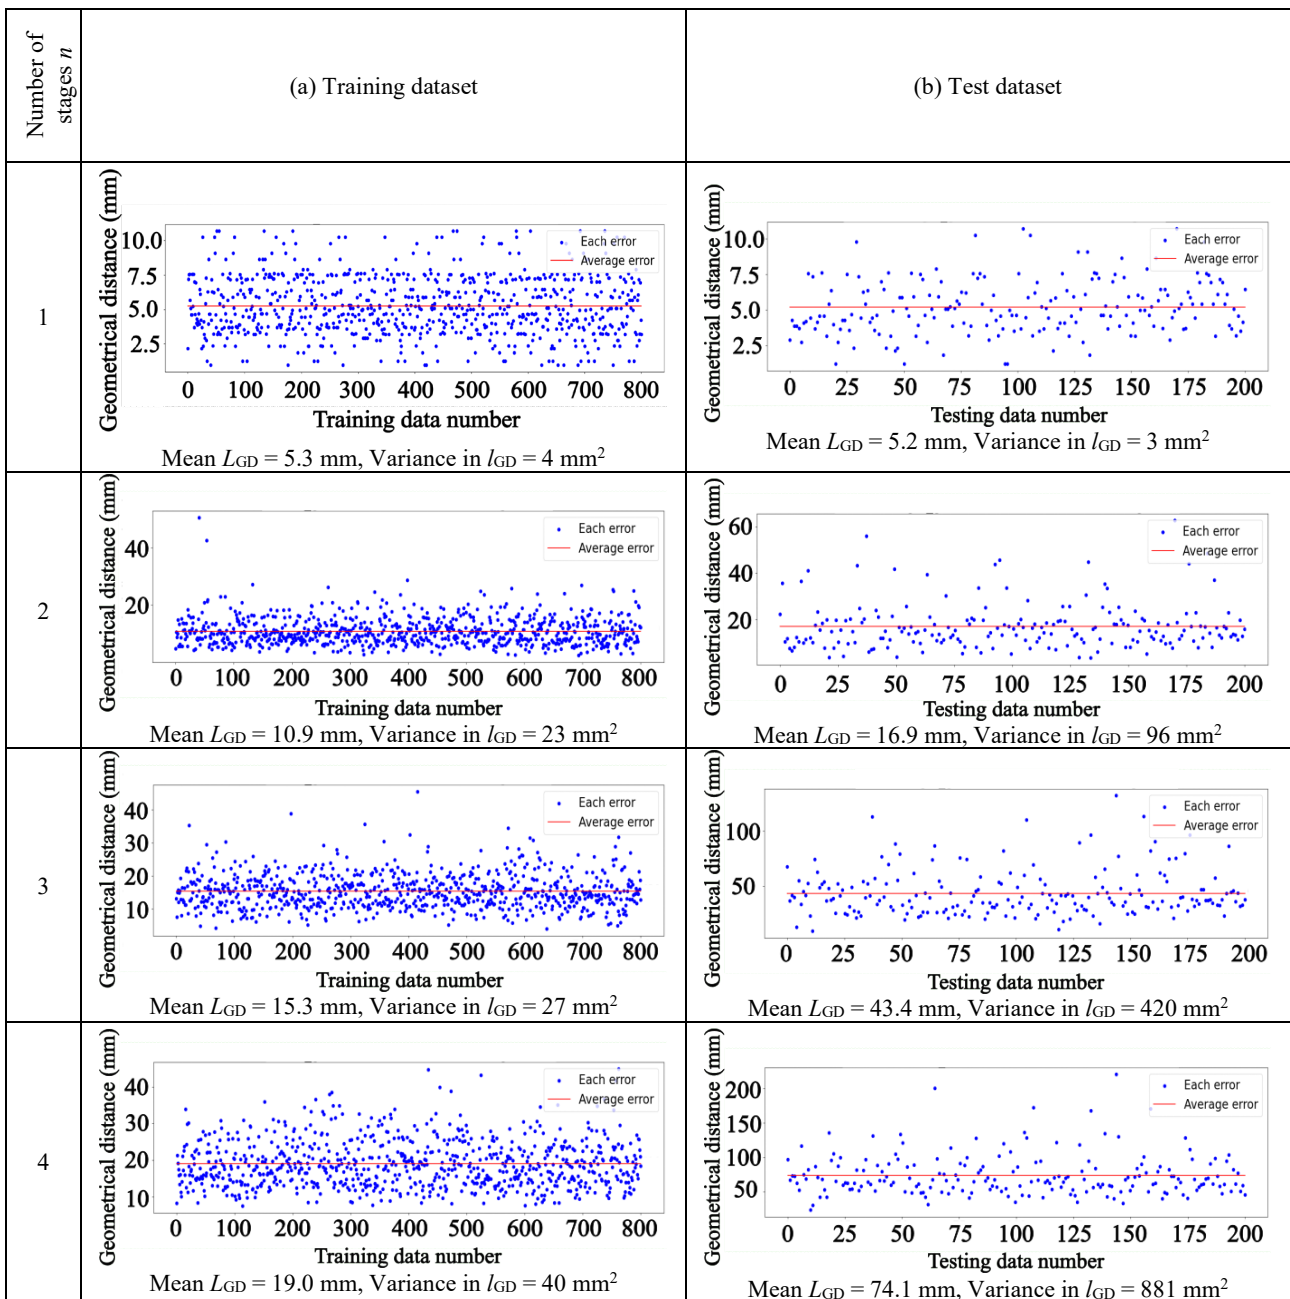 Number of
stages n
(a) Training dataset
(b) Test dataset
1
Geometrical distance (mm)
10.0
7.5
5.0
2.5
Each error
Average error
0 100 200 300 400 500 600 700 800
Training data number
Mean LGD = 5.3 mm, Variance in lGD = 4 mm²
Geometrical distance (mm)
10.0
7.5
5.0
2.5
Each error
Average error
0 25 50 75 100 125 150 175 200
Testing data number
Mean LGD = 5.2 mm, Variance in lGD = 3 mm²
2
Geometrical distance (mm)
40
20
Each error
Average error
0 100 200 300 400 500 600 700 800
Training data number
Mean LGD = 10.9 mm, Variance in lGD = 23 mm²
Geometrical distance (mm)
60
40
20
Each error
Average error
0 25 50 75 100 125 150 175 200
Testing data number
Mean LGD = 16.9 mm, Variance in lGD = 96 mm²
3
Geometrical distance (mm)
40
30
20
10
Each error
Average error
0 100 200 300 400 500 600 700 800
Training data number
Mean LGD = 15.3 mm, Variance in lGD = 27 mm²
Geometrical distance (mm)
100
50
Each error
Average error
0 25 50 75 100 125 150 175 200
Testing data number
Mean LGD = 43.4 mm, Variance in lGD = 420 mm²
4
Geometrical distance (mm)
40
30
20
10
Each error
Average error
0 100 200 300 400 500 600 700 800
Training data number
Mean LGD = 19.0 mm, Variance in lGD = 40 mm²
Geometrical distance (mm)
200
150
100
50
Each error
Average error
0 25 50 75 100 125 150 175 200
Testing data number
Mean LGD = 74.1 mm, Variance in lGD = 881 mm²